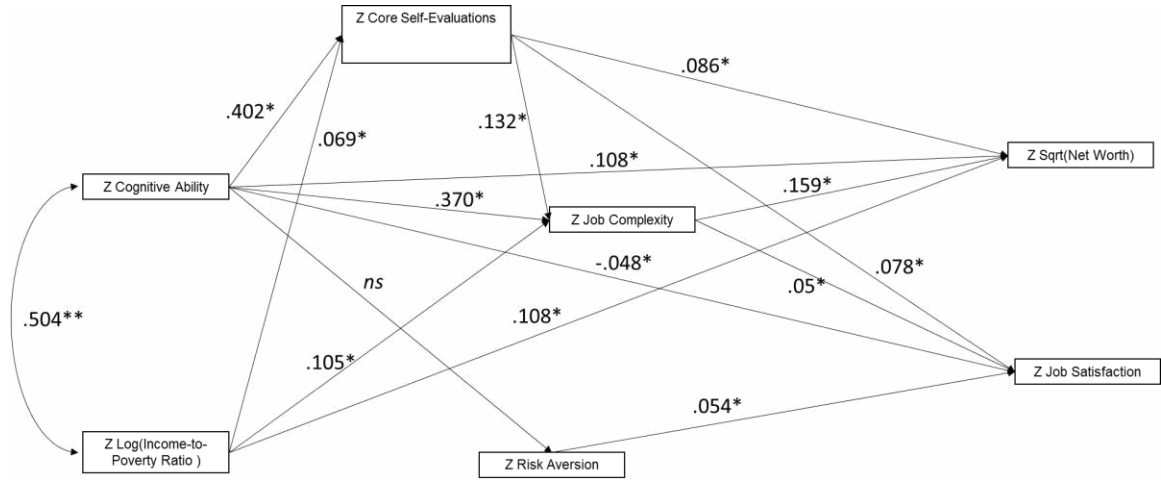 Z Core Self-Evaluations
.086*
.402*
.069*
.132*
.108*
Z Sqrt(Net Worth)
Z Cognitive Ability
.370*
.159*
Z Job Complexity
-.048*
.078*
ns
.05*
.504**
.108*
.105*
Z Job Satisfaction
.054*
Z Log(Income-to-
Poverty Ratio )
Z Risk Aversion